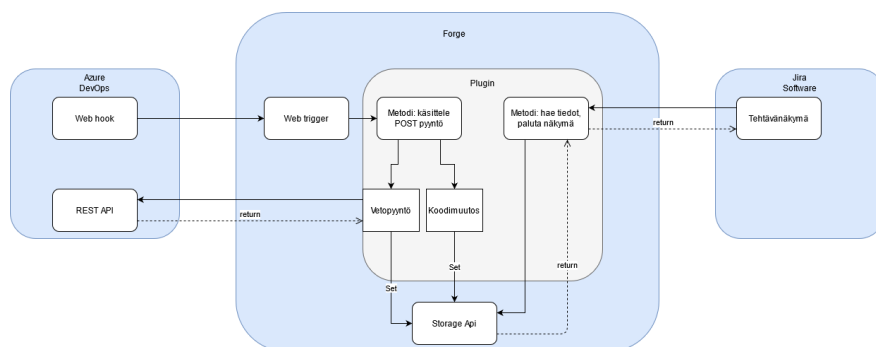 Forge
Azure
DevOps
Plugin
Jira
Software
Web hook
Web trigger
Metodi: käsittele
POST pyyntö
Metodi: hae tiedot,
paluta näkymä
Tehtävänäkymä
return
REST API
return
Vetopyyntö
Koodimuutos
Set
return
Set
Storage Api